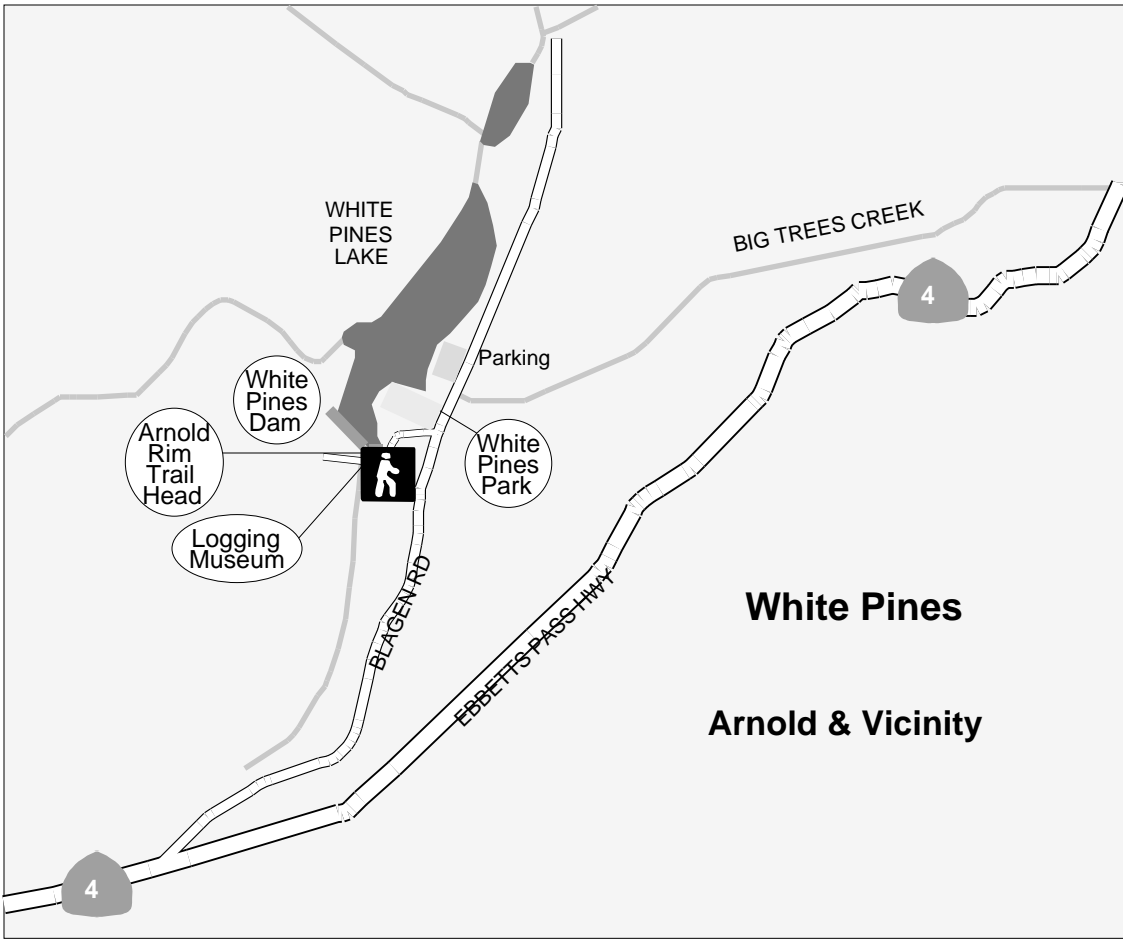 WHITE
PINES
LAKE
BIG TREES CREEK
4
Parking
White
Pines
Dam
Arnold
Rim
Trail
Head
White
Pines
Park
Logging
Museum
BLAGEN RD
EBBETTS PASS HWY
White Pines
Arnold & Vicinity
4